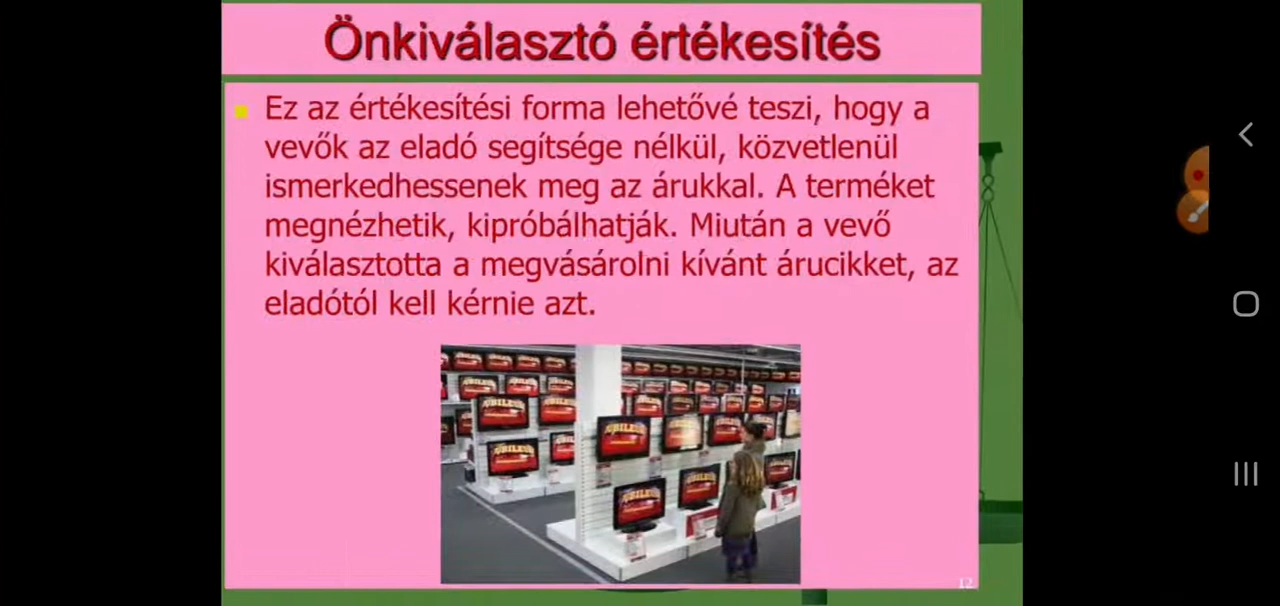 Önkiválasztó értékesítés
Ez az értékesítési forma lehetővé teszi, hogy a
vevők az eladó segítsége nélkül, közvetlenül
ismerkedhessenek meg az árukkal. A terméket
megnézhetik, kipróbálhatják. Miután a vevő
kiválasztotta a megvásárolni kívánt árucikket, az
eladótól kell kérnie azt.
12